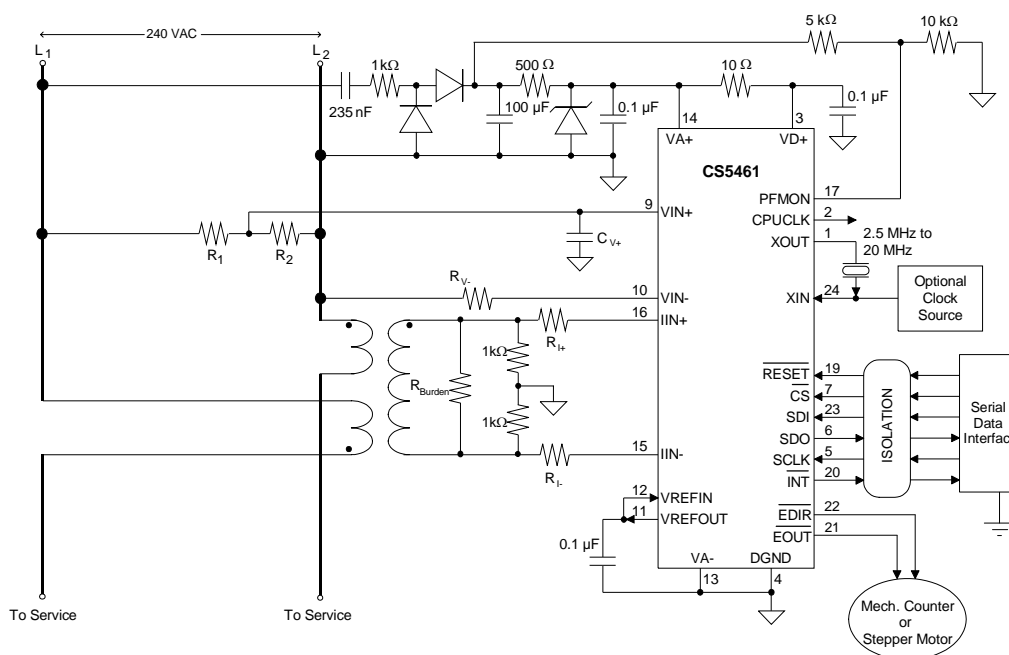 240 VAC
L1
L2
5 kΩ
10 kΩ
1kΩ
500 Ω
10 Ω
235 nF
100 µF
0.1 µF
0.1 µF
14
3
VA+
VD+
CS5461
PFMON
17
CPUCLK
2
XOUT
1
2.5 MHz to
20 MHz
XIN
24
Optional
Clock
Source
9
VIN+
R1
R2
CV+
RV-
10
VIN-
16
IIN+
RI+
1kΩ
RBurden
1kΩ
15
IIN-
RI-
RESET
19
CS
7
SDI
23
SDO
6
SCLK
5
INT
20
ISOLATION
Serial
Data
Interface
12
VREFIN
11
VREFOUT
EDIR
22
EOUT
21
0.1 µF
VA-
DGND
13
4
To Service
To Service
Mech. Counter
or
Stepper Motor